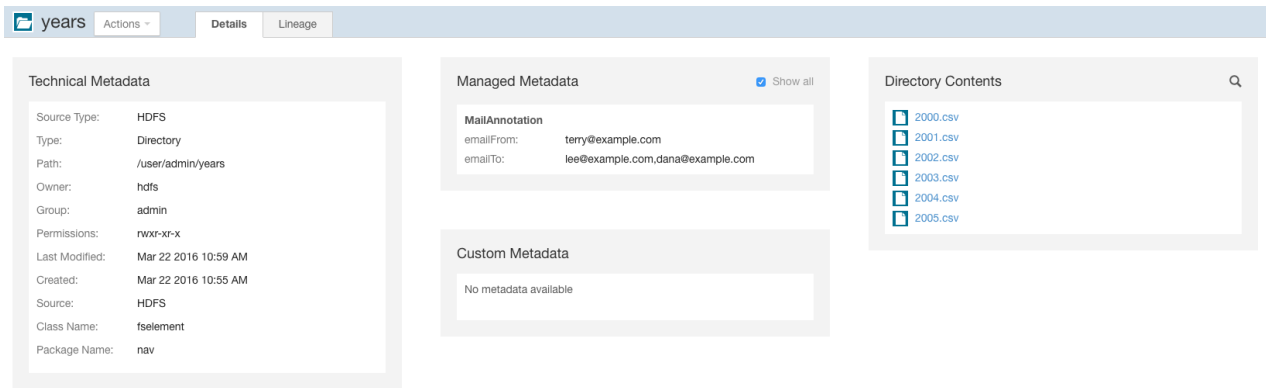 years Actions Details Lineage
Technical Metadata
Source Type: HDFS
Type: Directory
Path: /user/admin/years
Owner: hdfs
Group: admin
Permissions: rwxr-xr-x
Last Modified: Mar 22 2016 10:59 AM
Created: Mar 22 2016 10:55 AM
Source: HDFS
Class Name: fselement
Package Name: nav
Managed Metadata Show all
MailAnnotation
emailFrom: terry@example.com
emailTo: lee@example.com,dana@example.com
Custom Metadata
No metadata available
Directory Contents
2000.csv
2001.csv
2002.csv
2003.csv
2004.csv
2005.csv